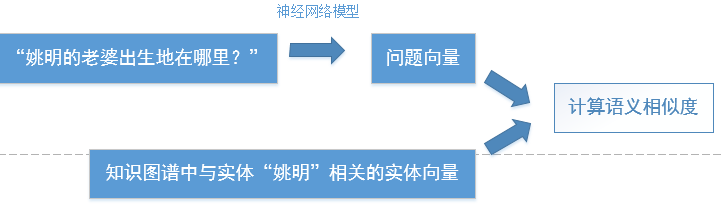 神经网络模型
“姚明的老婆出生地在哪里？”
问题向量
计算语义相似度
知识图谱中与实体“姚明”相关的实体向量